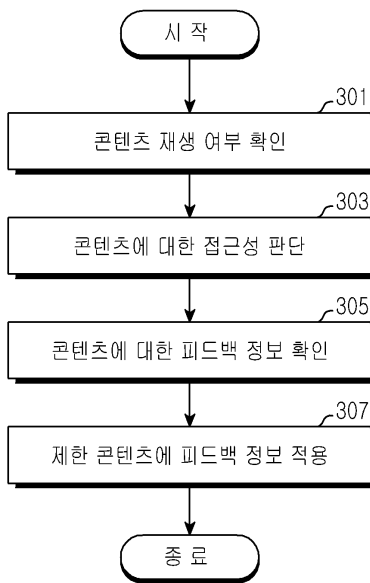 시 작
301
콘텐츠 재생 여부 확인
303
콘텐츠에 대한 접근성 판단
305
콘텐츠에 대한 피드백 정보 확인
307
제한 콘텐츠에 피드백 정보 적용
종 료